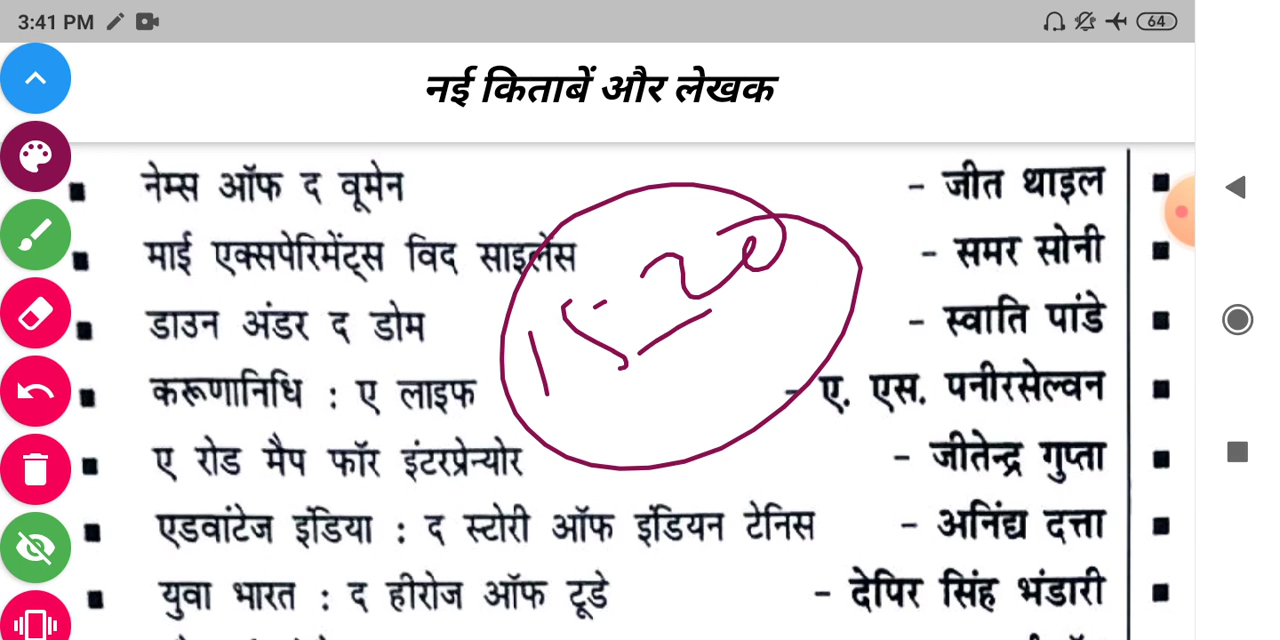 3:41 PM
64
नई किताबें और लेखक
नेम्स ऑफ द वूमेन - जीत थाइल
माई एक्सपेरिमेंट्स विद साइलेंस - समर सोनी
डाउन अंडर द डोम - स्वाति पांडे
करूणानिधि : ए लाइफ - ए. एस. पनीरसेल्वन
ए रोड मैप फॉर इंटरप्रेन्योर - जीतेन्द्र गुप्ता
एडवांटेज इंडिया : द स्टोरी ऑफ इंडियन टेनिस - अनिंद्य दत्ता
युवा भारत : द हीरोज ऑफ टूडे - देपिर सिंह भंडारी
15-20